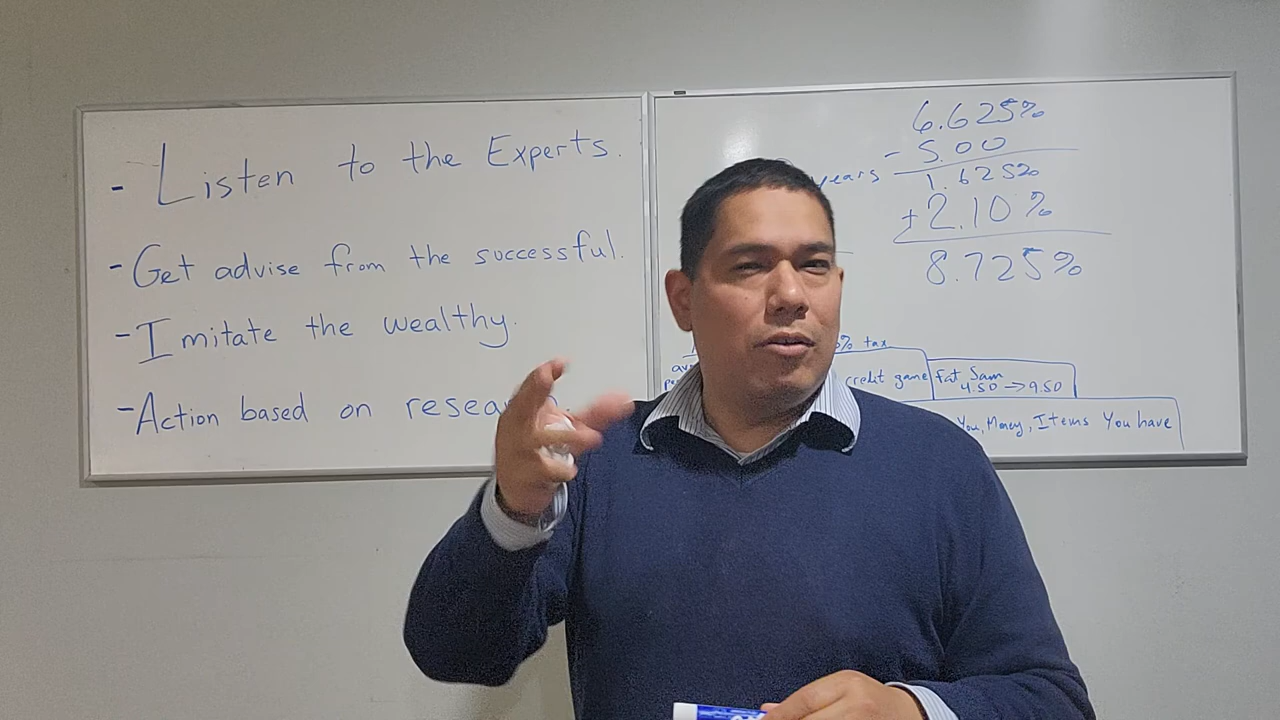 - Listen to the Experts.
- Get advise from the successful.
- Imitate the wealthy.
- Action based on
6.625%
- 5.00
years
1.625%
+2.10%
8.725%
% tax
credit game
Fat Sam
4.50 -> 9.50
You, Money, Items You have